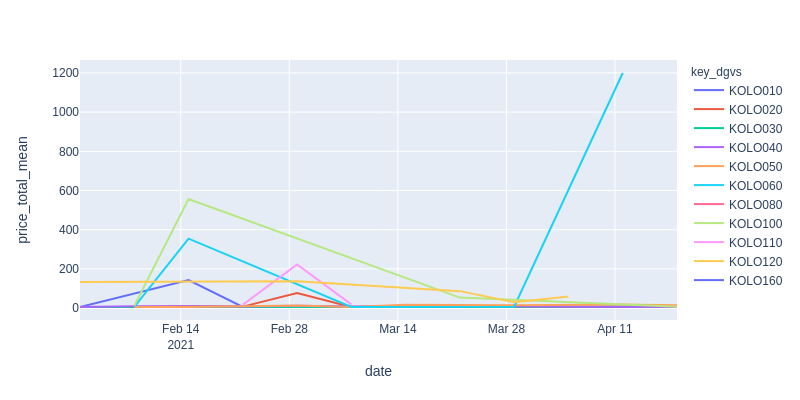 key_dgvs
KOLO010
KOLO020
KOLO030
KOLO040
KOLO050
KOLO060
KOLO080
KOLO100
KOLO110
KOLO120
KOLO160
price_total_mean
1200
1000
800
600
400
200
0
Feb 14
2021
Feb 28
Mar 14
Mar 28
Apr 11
date